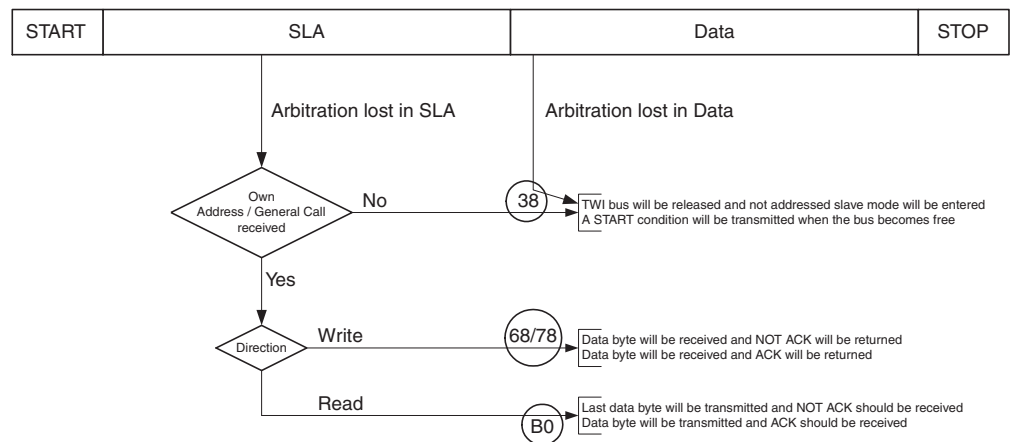 START SLA Data STOP
Arbitration lost in SLA Arbitration lost in Data
Own
Address / General Call
received
No
38
TWI bus will be released and not addressed slave mode will be entered
A START condition will be transmitted when the bus becomes free
Yes
Direction
Write
68/78
Data byte will be received and NOT ACK will be returned
Data byte will be received and ACK will be returned
Read
B0
Last data byte will be transmitted and NOT ACK should be received
Data byte will be transmitted and ACK should be received